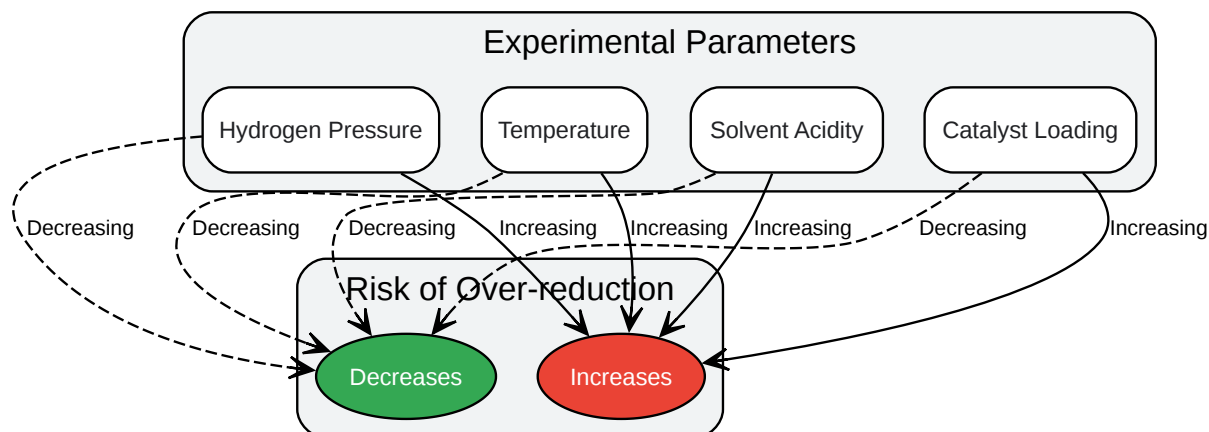 Experimental Parameters
Hydrogen Pressure
Temperature
Solvent Acidity
Catalyst Loading
Decreasing
Decreasing
Decreasing
Increasing
Increasing
Increasing
Decreasing
Increasing
Risk of Over-reduction
Decreases
Increases